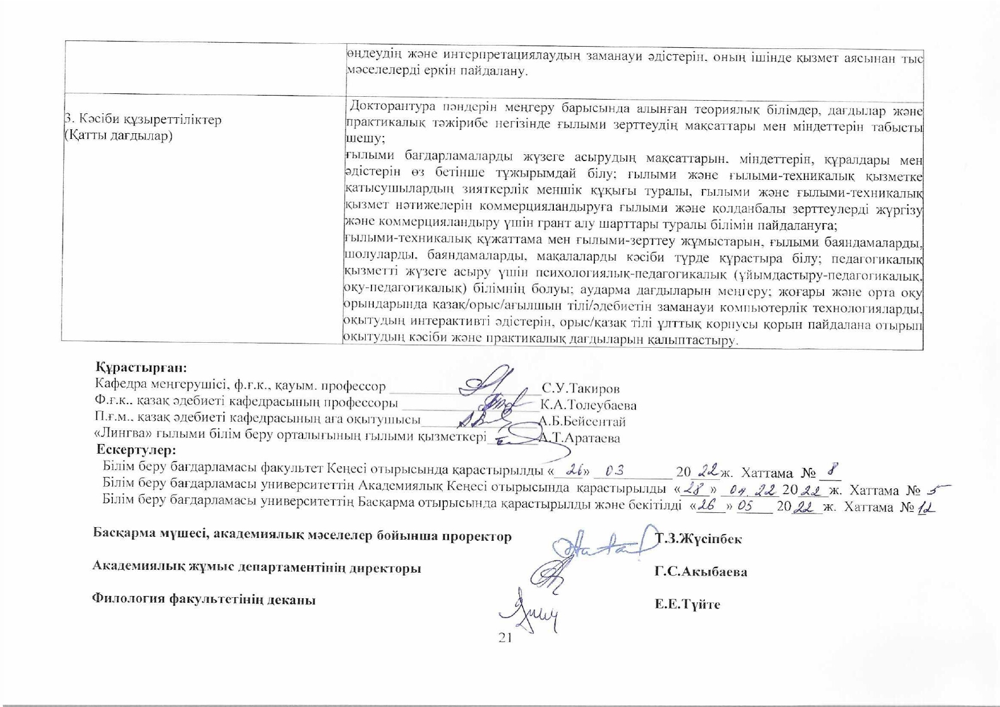 өңдеудің және интерпретациялаудың заманауи әдістерін, оның ішінде қызмет аясынан тыс
мәселелерді еркін пайдалану.
3. Кәсіби құзыреттіліктер
(Қатты дағдылар)
Докторантура пәндерін меңгеру барысында алынған теориялық білімдер, дағдылар және
практикалық тәжірибе негізінде ғылыми зерттеудің мақсаттары мен міндеттерін табысты
шешу;
ғылыми бағдарламаларды жүзеге асырудың мақсаттарын, міндеттерін, құралдары мен
әдістерін өз бетінше тұжырымдай білу; ғылыми және ғылыми-техникалық қызметке
қатысушылардың зияткерлік меншік құқығы туралы, ғылыми және ғылыми-техникалық
қызмет нәтижелерін коммерцияландыруға ғылыми және қолданбалы зерттеулерді жүргізу
және коммерцияландыру үшін грант алу шарттары туралы білімін пайдалануға;
ғылыми-техникалық құжаттама мен ғылыми-зерттеу жұмыстарын, ғылыми баяндамаларды,
шолуларды, баяндамаларды, мақалаларды кәсіби түрде құрастыра білу; педагогикалық
қызметті жүзеге асыру үшін психологиялық-педагогикалық (ұйымдастыру-педагогикалық,
оқу-педагогикалық) білімнің болуы; аударма дағдыларын меңгеру; жоғары және орта оқу
орындарында қазақ/орыс/ағылшын тілі/әдебиетін заманауи компьютерлік технологияларды,
оқытудың интерактивті әдістерін, орыс/қазақ тілі ұлттық корпусы қорын пайдалана отырып
оқытудың кәсіби және практикалық дағдыларын қалыптастыру.
Құрастырған:
Кафедра меңгерушісі, ф.ғ.к., қауым. профессор С.У.Такиров
Ф.ғ.к., қазақ әдебиеті кафедрасының профессоры К.А.Толеубаева
П.ғ.м., қазақ әдебиеті кафедрасының аға оқытушысы А.Б.Бейсентай
«Лингва» ғылыми білім беру орталығының ғылыми қызметкері А.Т.Аратаева
Ескертулер:
Білім беру бағдарламасы факультет Кеңесі отырысында қарастырылды «26» 03 20 22 ж. Хаттама № 8
Білім беру бағдарламасы университеттің Академиялық Кеңесі отырысында қарастырылды «28» 04. 22 20 22 ж. Хаттама № 5
Білім беру бағдарламасы университеттің Басқарма отырысында қарастырылды және бекітілді «26» 05 20 22 ж. Хаттама № 12
Басқарма мүшесі, академиялық мәселелер бойынша проректор Т.З.Жүсіпбек
Академиялық жұмыс департаментінің директоры Г.С.Акыбаева
Филология факультетінің деканы Е.Е.Түйте
21